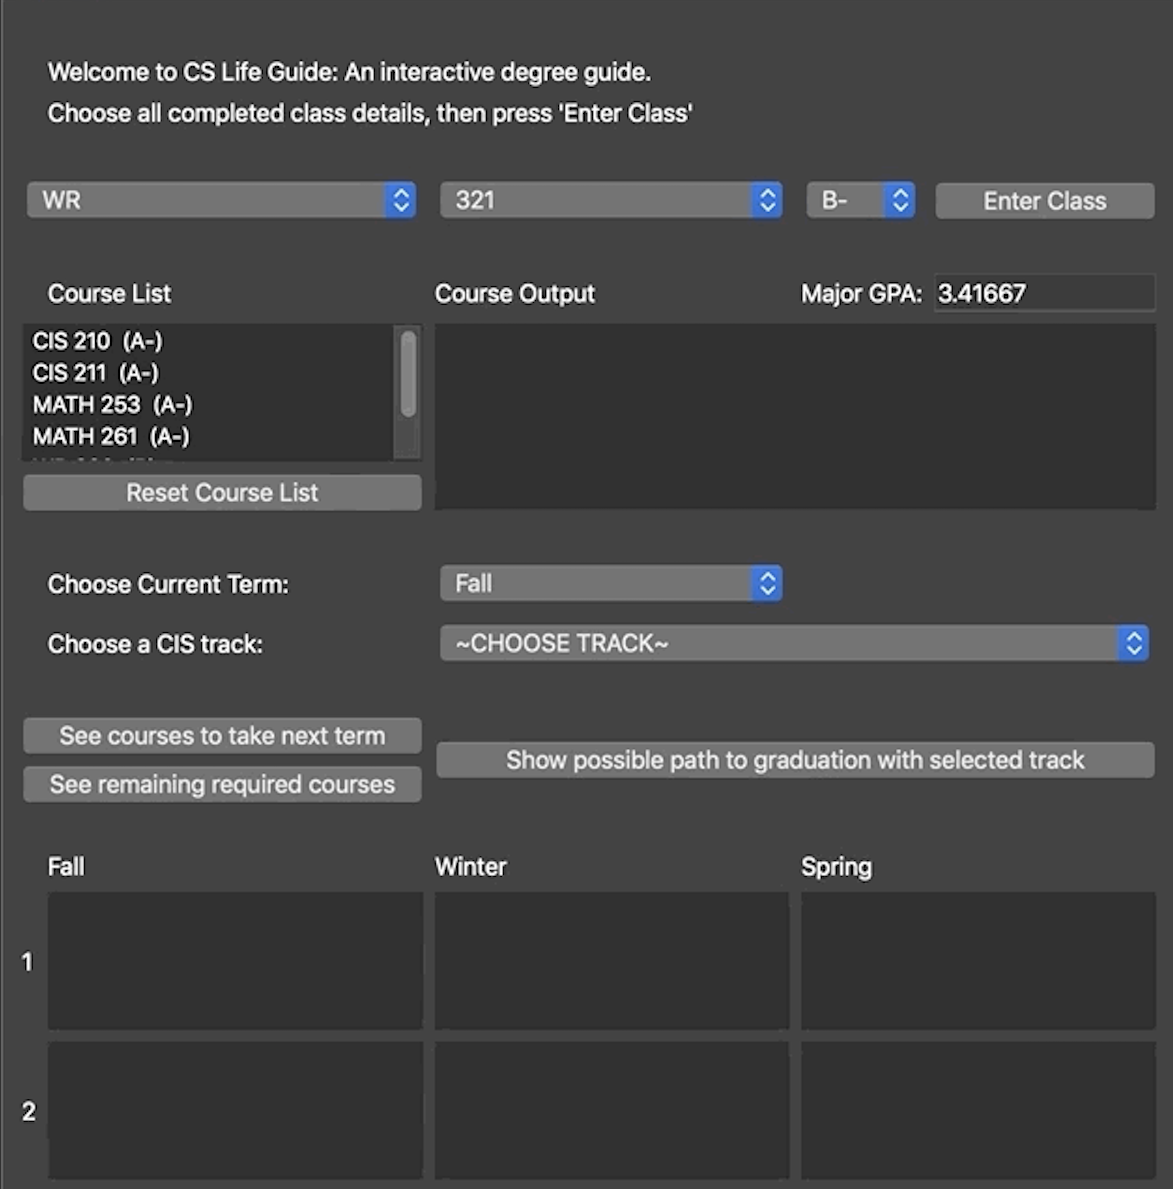 Welcome to CS Life Guide: An interactive degree guide.
Choose all completed class details, then press 'Enter Class'
WR 321 B- Enter Class
Course List Course Output Major GPA: 3.41667
CIS 210 (A-)
CIS 211 (A-)
MATH 253 (A-)
MATH 261 (A-)
Reset Course List
Choose Current Term: Fall
Choose a CIS track: ~CHOOSE TRACK~
See courses to take next term
Show possible path to graduation with selected track
See remaining required courses
Fall Winter Spring
1
2